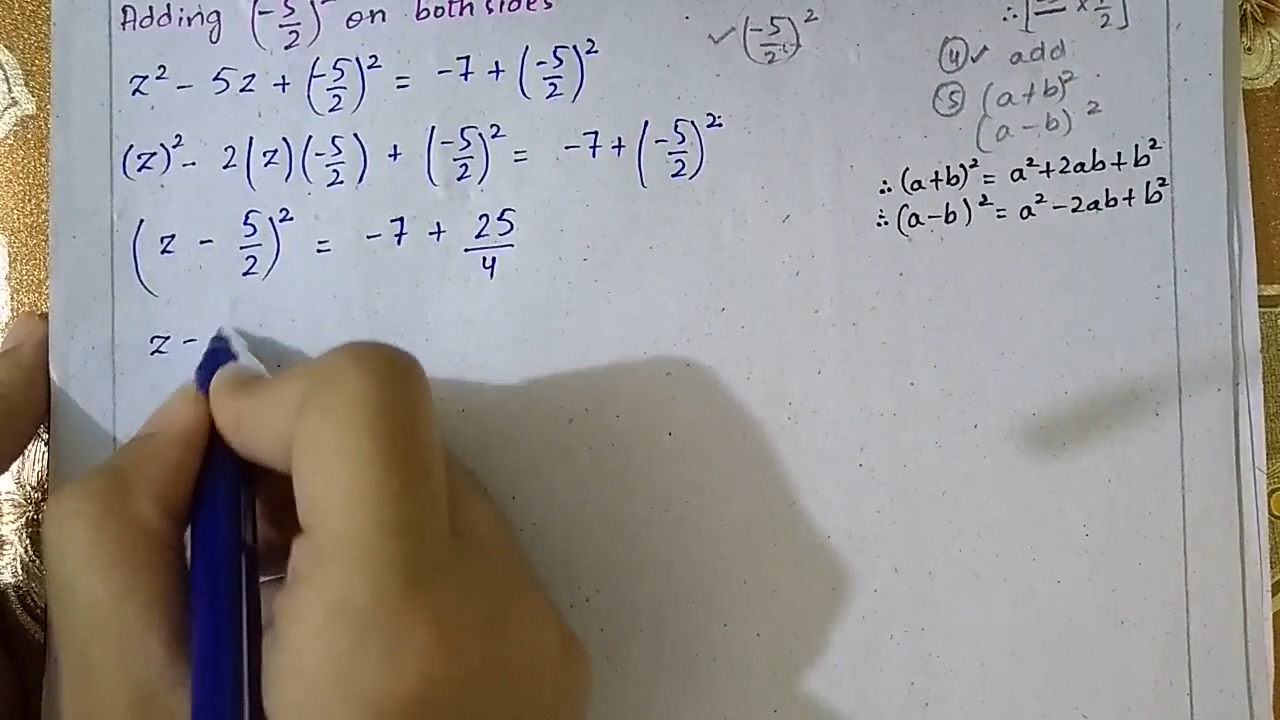 Adding (-5/2)² on both sides
z² - 5z + (-5/2)² = -7 + (-5/2)²
(z)² - 2(z)(-5/2) + (-5/2)² = -7 + (-5/2)²
(z - 5/2)² = -7 + 25/4
z -
✓(-5/2)²
④✓ add
⑤ (a+b)²
(a-b)²
∴ (a+b)² = a²+2ab+b²
∴ (a-b)² = a²-2ab+b²